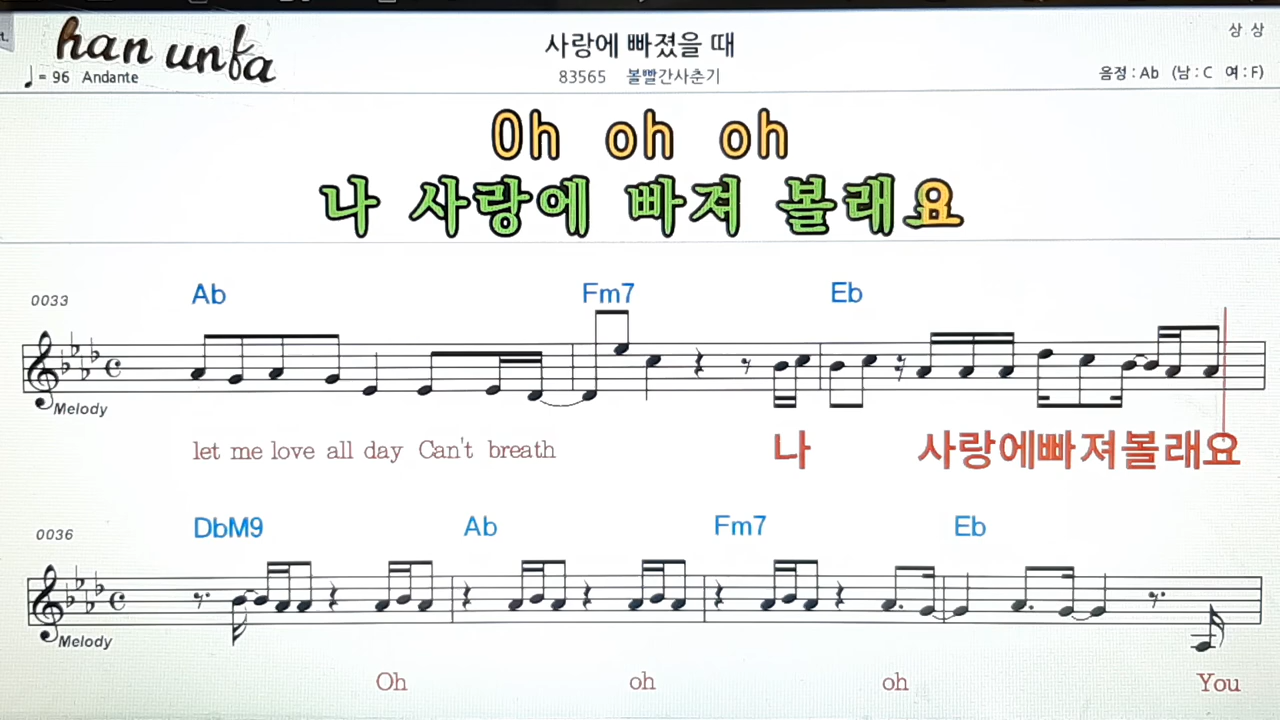 han unfa
사랑에 빠졌을 때
상 상
♩= 96 Andante
83565 볼빨간사춘기
음정 : Ab (남 : C 여 : F)
Oh oh oh
나 사랑에 빠져 볼래요
0033
Ab Fm7 Eb
Melody
let me love all day Can't breath 나 사랑에빠져볼래요
0036
DbM9 Ab Fm7 Eb
Melody
Oh oh oh You